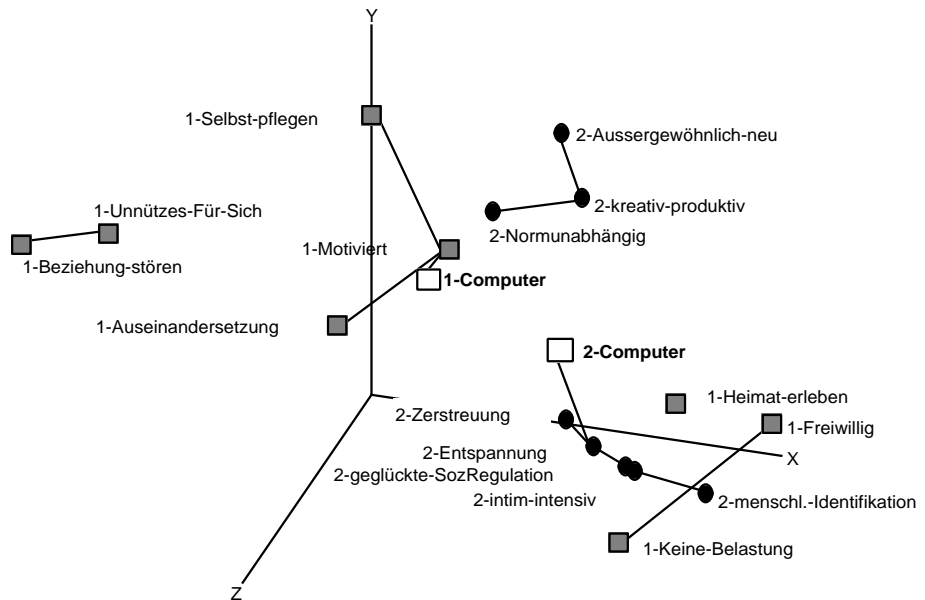 Y
1-Selbst-pflegen
2-Aussergewöhnlich-neu
1-Unnützes-Für-Sich
2-kreativ-produktiv
2-Normunabhängig
1-Motiviert
1-Beziehung-stören
1-Computer
1-Auseinandersetzung
2-Computer
1-Heimat-erleben
2-Zerstreuung
1-Freiwillig
2-Entspannung
X
2-geglückte-SozRegulation
2-intim-intensiv
2-menschl.-Identifikation
1-Keine-Belastung
Z